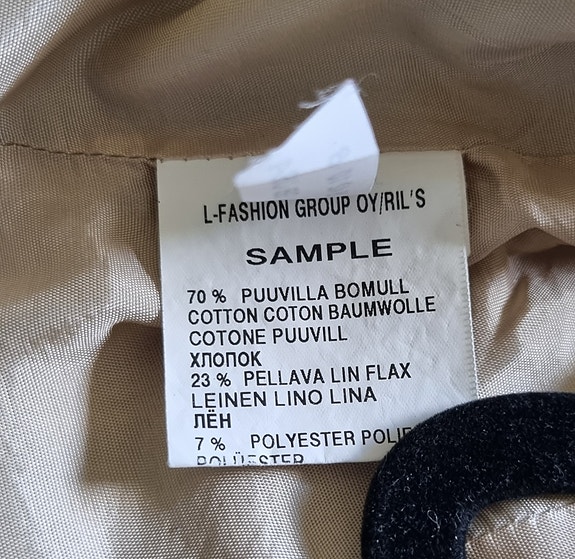 L-FASHION GROUP OY/RIL'S
SAMPLE
70 % PUUVILLA BOMULL
COTTON COTON BAUMWOLLE
COTONE PUUVILL
ХЛОПОК
23 % PELLAVA LIN FLAX
LEINEN LINO LINA
ЛЁН
7 % POLYESTER
POLÜESTER